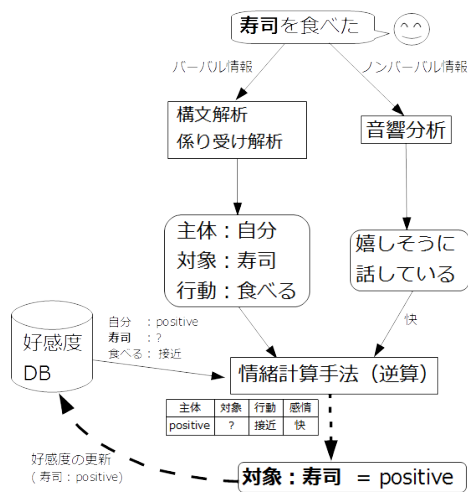 寿司を食べた
バーバル情報
ノンバーバル情報
構文解析
係り受け解析
音響分析
主体：自分
対象：寿司
行動：食べる
嬉しそうに
話している
快
好感度
DB
自分　：positive
寿司　：?
食べる：接近
情緒計算手法（逆算）
主体 対象 行動 感情
positive ? 接近 快
好感度の更新
（寿司：positive）
対象：寿司 = positive